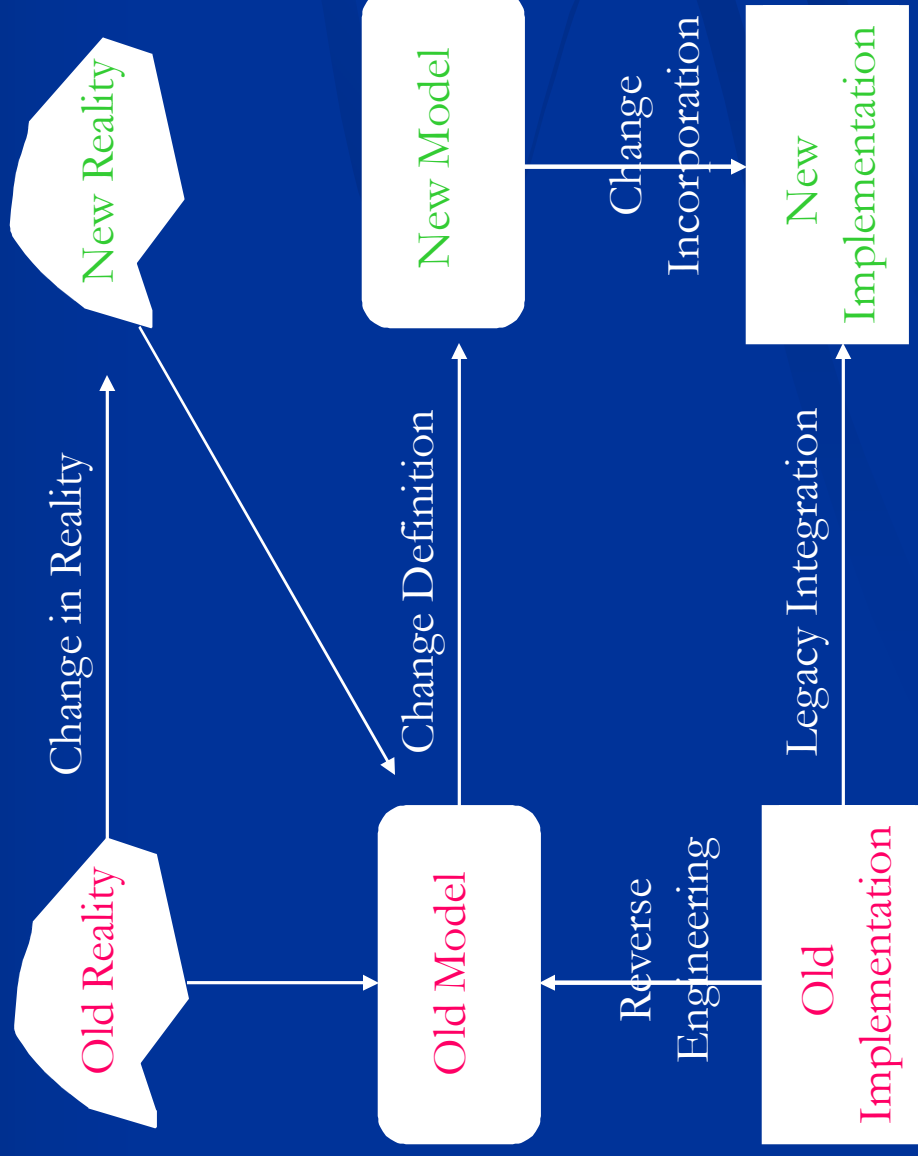 Old Reality
Change in Reality
New Reality
Old Model
Change Definition
New Model
Reverse
Engineering
Change
Incorporation
Old
Implementation
Legacy Integration
New
Implementation